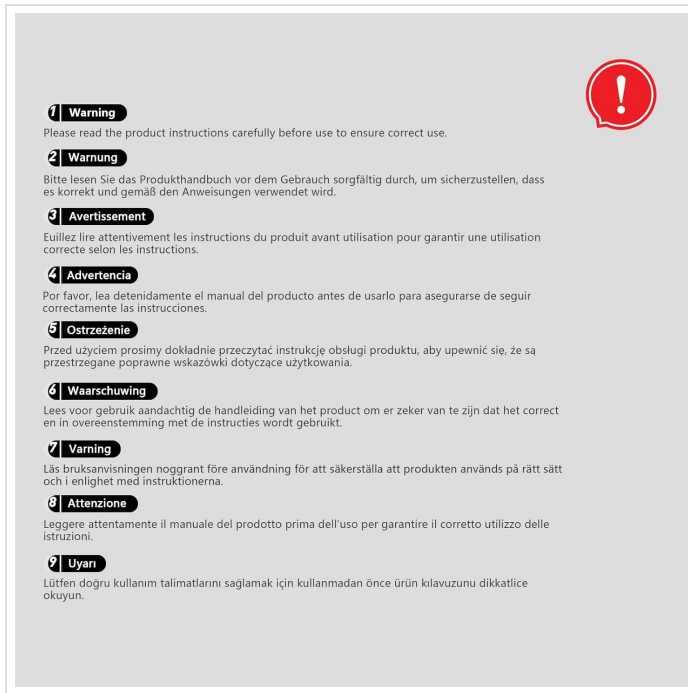 1 Warning
Please read the product instructions carefully before use to ensure correct use.
2 Warnung
Bitte lesen Sie das Produkthandbuch vor dem Gebrauch sorgfältig durch, um sicherzustellen, dass
es korrekt und gemäß den Anweisungen verwendet wird.
3 Avertissement
Euillez lire attentivement les instructions du produit avant utilisation pour garantir une utilisation
correcte selon les instructions.
4 Advertencia
Por favor, lea detenidamente el manual del producto antes de usarlo para asegurarse de seguir
correctamente las instrucciones.
5 Ostrzeżenie
Przed użyciem prosimy dokładnie przeczytać instrukcję obsługi produktu, aby upewnić się, że są
przestrzegane poprawne wskazówki dotyczące użytkowania.
6 Waarschuwing
Lees voor gebruik aandachtig de handleiding van het product om er zeker van te zijn dat het correct
en in overeenstemming met de instructies wordt gebruikt.
7 Varning
Läs bruksanvisningen noggrant före användning för att säkerställa att produkten används på rätt sätt
och i enlighet med instruktionerna.
8 Attenzione
Leggere attentamente il manuale del prodotto prima dell'uso per garantire il corretto utilizzo delle
istruzioni.
9 Uyarı
Lütfen doğru kullanım talimatlarını sağlamak için kullanmadan önce ürün kılavuzunu dikkatlice
okuyun.